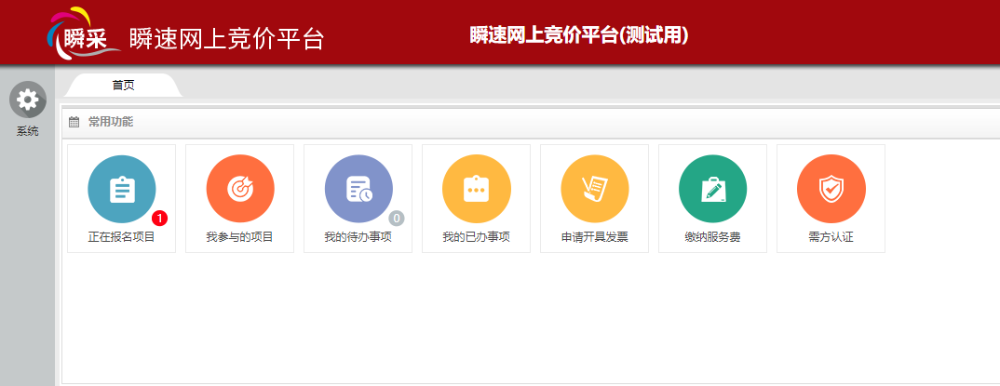 瞬采 瞬速网上竞价平台 瞬速网上竞价平台(测试用)
首页
系统
常用功能
1 0
正在报名项目 我参与的项目 我的待办事项 我的已办事项 申请开具发票 缴纳服务费 需方认证